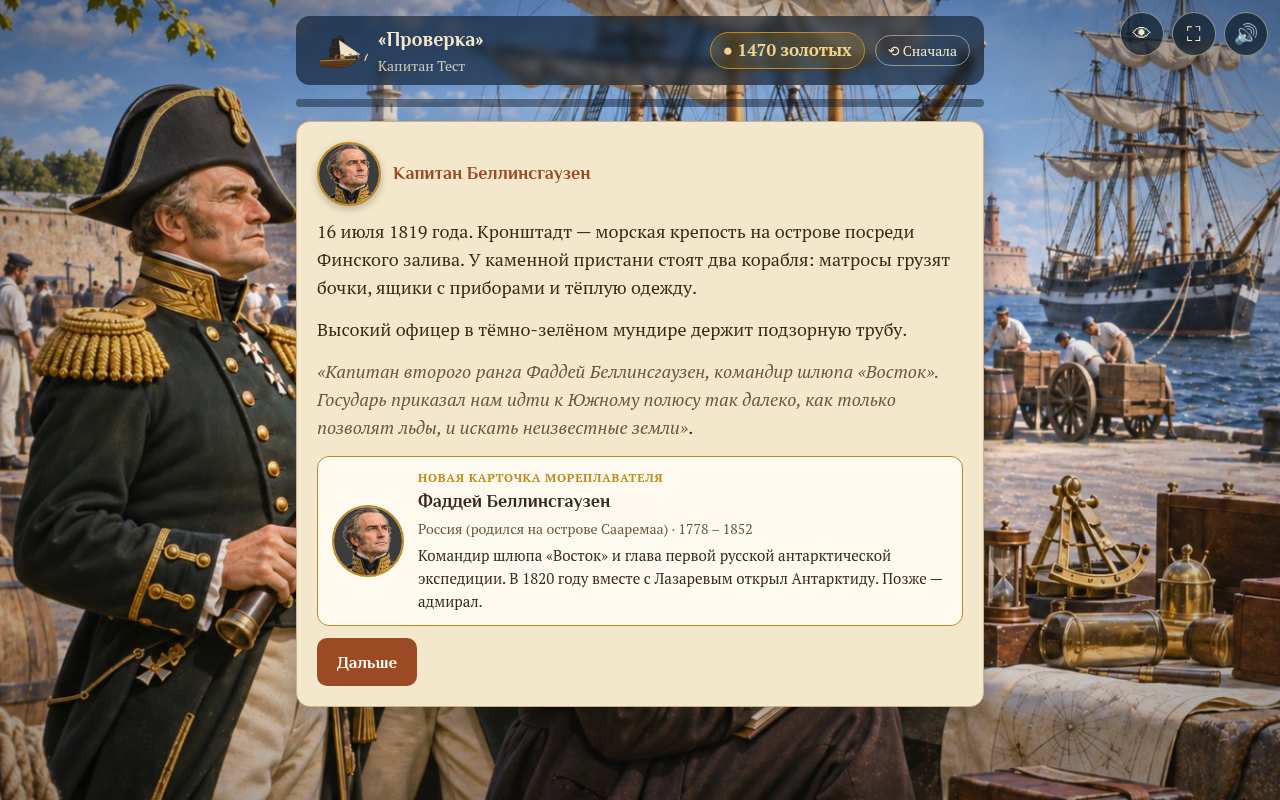 «Проверка»
Капитан Тест
● 1470 золотых
⟲ Сначала
Капитан Беллинсгаузен
16 июля 1819 года. Кронштадт — морская крепость на острове посреди
Финского залива. У каменной пристани стоят два корабля: матросы грузят
бочки, ящики с приборами и тёплую одежду.
Высокий офицер в тёмно-зелёном мундире держит подзорную трубу.
«Капитан второго ранга Фаддей Беллинсгаузен, командир шлюпа «Восток».
Государь приказал нам идти к Южному полюсу так далеко, как только
позволят льды, и искать неизвестные земли».
НОВАЯ КАРТОЧКА МОРЕПЛАВАТЕЛЯ
Фаддей Беллинсгаузен
Россия (родился на острове Сааремаа) · 1778 – 1852
Командир шлюпа «Восток» и глава первой русской антарктической
экспедиции. В 1820 году вместе с Лазаревым открыл Антарктиду. Позже —
адмирал.
Дальше